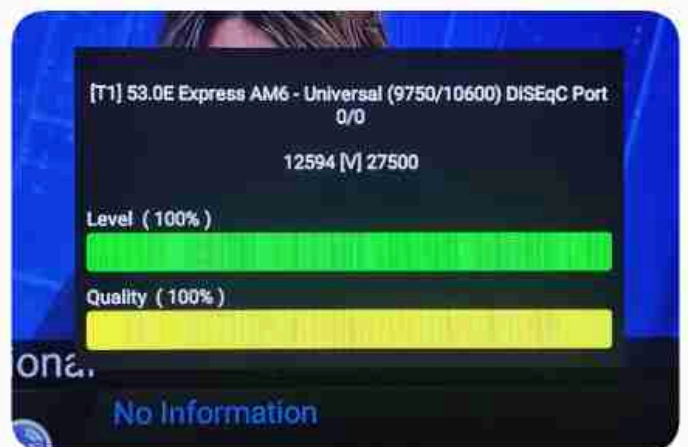 [T1] 53.0E Express AM6 - Universal (9750/10600) DiSEqC Port
0/0
12594 [V] 27500
Level ( 100% )
Quality ( 100% )
onal
No Information